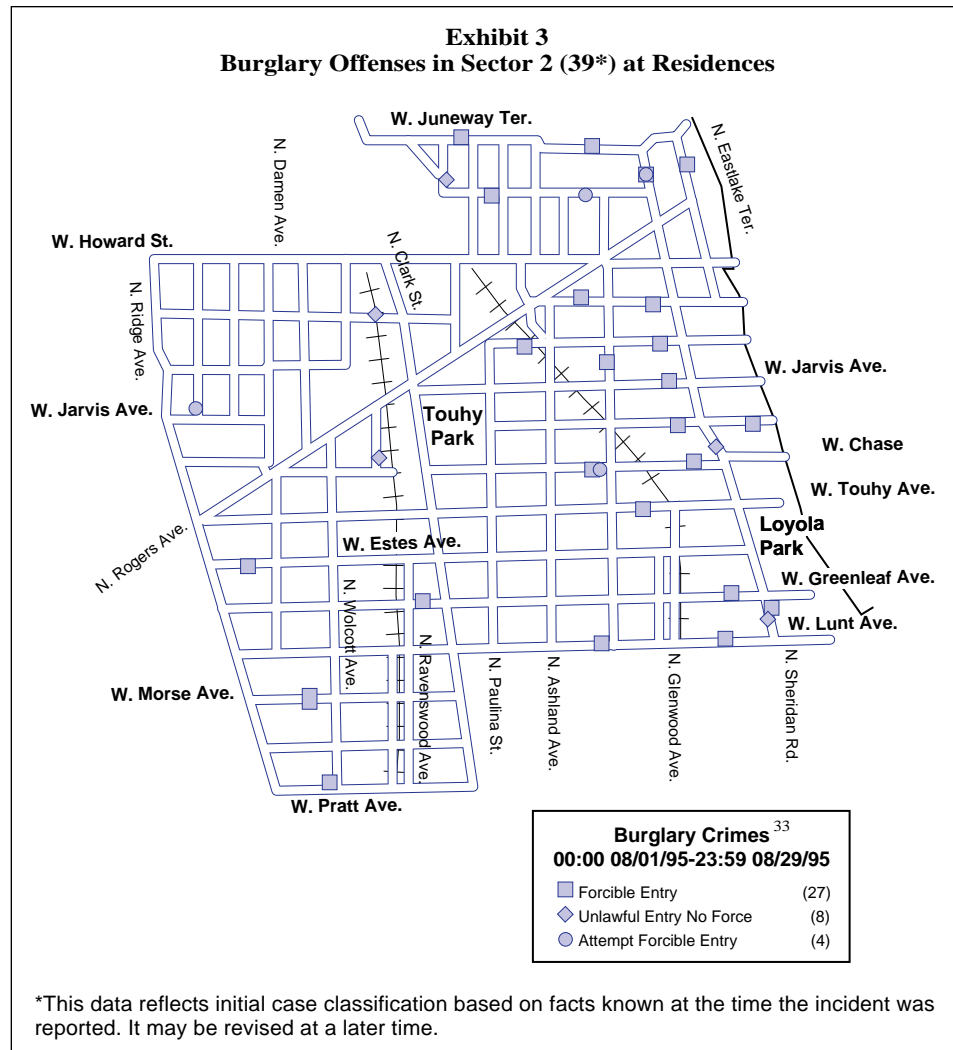 Exhibit 3
Burglary Offenses in Sector 2 (39*) at Residences
W. Juneway Ter.
N. Eastlake Ter.
N. Damen Ave.
W. Howard St.
N. Clark St.
N. Ridge Ave.
W. Jarvis Ave.
W. Jarvis Ave.
Touhy
Park
W. Chase
W. Touhy Ave.
N. Rogers Ave.
W. Estes Ave.
Loyola
Park
W. Greenleaf Ave.
N. Wolcott Ave.
W. Lunt Ave.
N. Ravenswood Ave.
N. Paulina St.
N. Ashland Ave.
N. Glenwood Ave.
N. Sheridan Rd.
W. Morse Ave.
W. Pratt Ave.
Burglary Crimes 33
00:00 08/01/95-23:59 08/29/95
Forcible Entry (27)
Unlawful Entry No Force (8)
Attempt Forcible Entry (4)
*This data reflects initial case classification based on facts known at the time the incident was
reported. It may be revised at a later time.